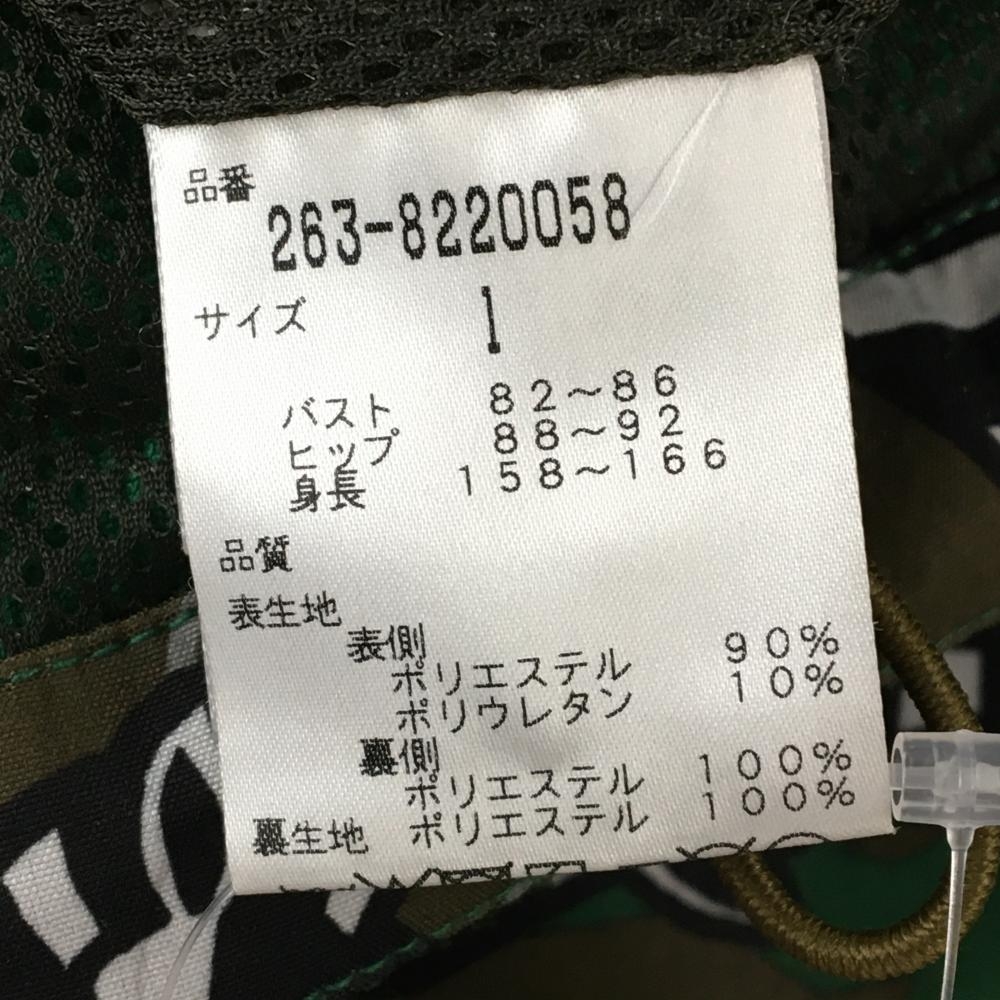 品番
263-8220058
サイズ 1
バスト 82～86
ヒップ 88～92
身長 158～166
品質
表生地
表側
ポリエステル 90%
ポリウレタン 10%
裏側
ポリエステル 100%
裏生地 ポリエステル 100%